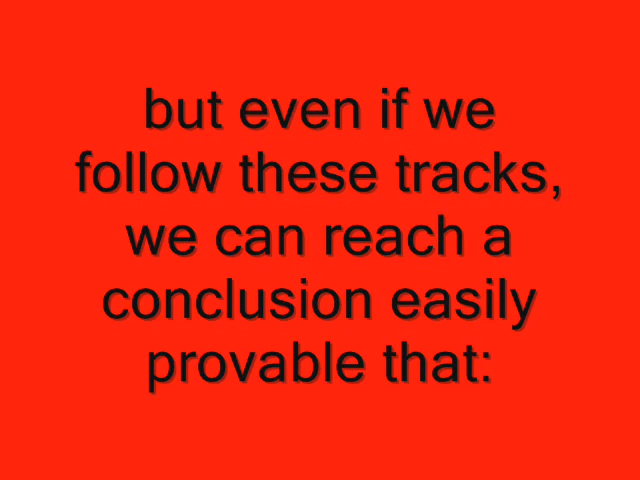 but even if we
follow these tracks,
we can reach a
conclusion easily
provable that: